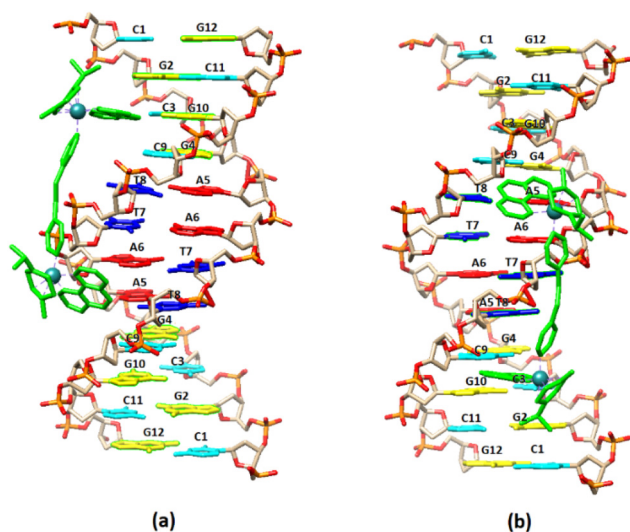 C1 G12
G2 C11
C3 G10
C9 G4
T8 A5
T7 A6
A6 T7
A5 T8
G4
C9 C3
G10
C11 G2
G12 C1
(a)
C1 G12
G2 C11
C3 G10
C9 G4
T8 A5
T7 A6
A6 T7
A5 T8
C9 G4
C3
G10
C11 G2
G12 C1
(b)